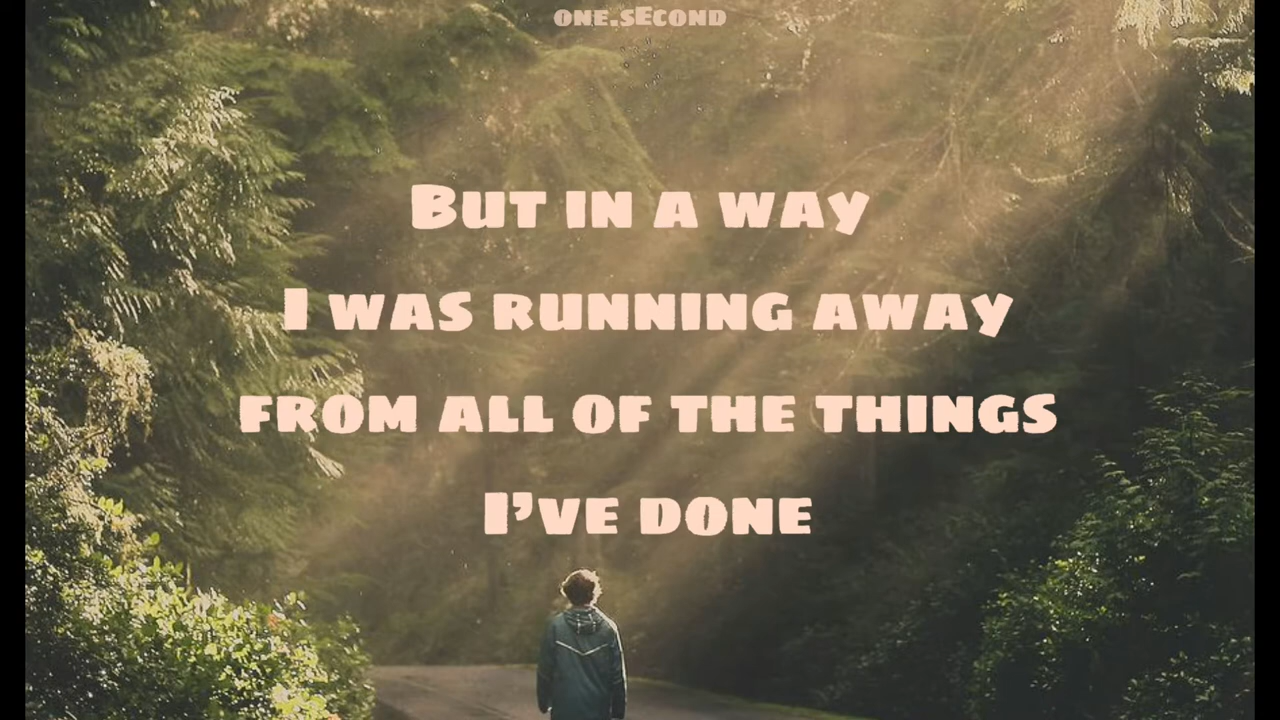 one.sEcond
But in a way
I was running away
from all of the things
I’ve done